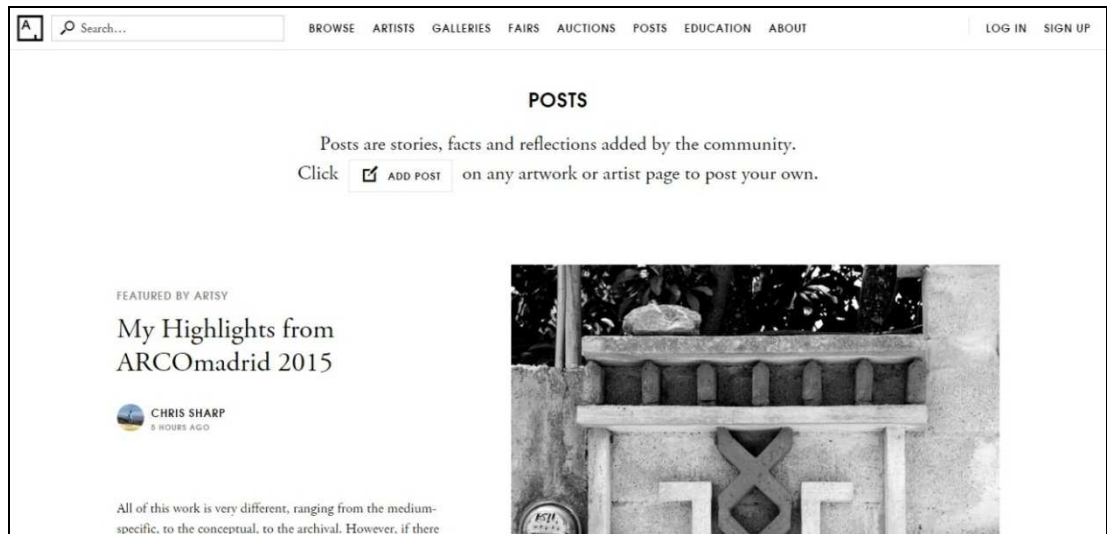 A
Search...
BROWSE ARTISTS GALLERIES FAIRS AUCTIONS POSTS EDUCATION ABOUT
LOG IN SIGN UP
POSTS
Posts are stories, facts and reflections added by the community.
Click ADD POST on any artwork or artist page to post your own.
FEATURED BY ARTSY
My Highlights from
ARCOmadrid 2015
CHRIS SHARP
5 HOURS AGO
All of this work is very different, ranging from the medium-
specific, to the conceptual, to the archival. However, if there